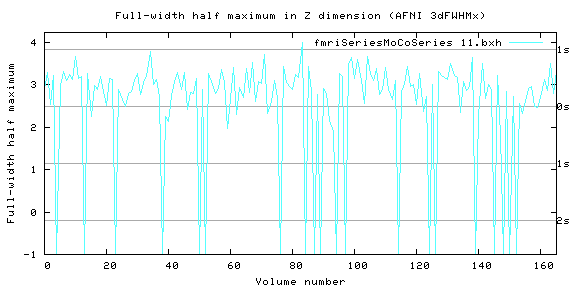 Full-width half maximum in Z dimension (AFNI 3dFWHMx)
fmriSeriesMoCoSeries 11.bxh
Full-width half maximum
4
3
2
1
0
-1
1s
0s
1s
2s
0 20 40 60 80 100 120 140 160
Volume number